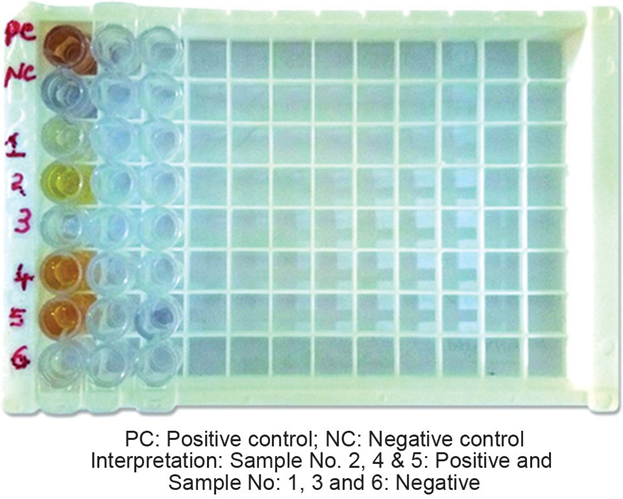 PC
NC
1
2
3
4
5
6
PC: Positive control; NC: Negative control
Interpretation: Sample No. 2, 4 & 5: Positive and
Sample No: 1, 3 and 6: Negative